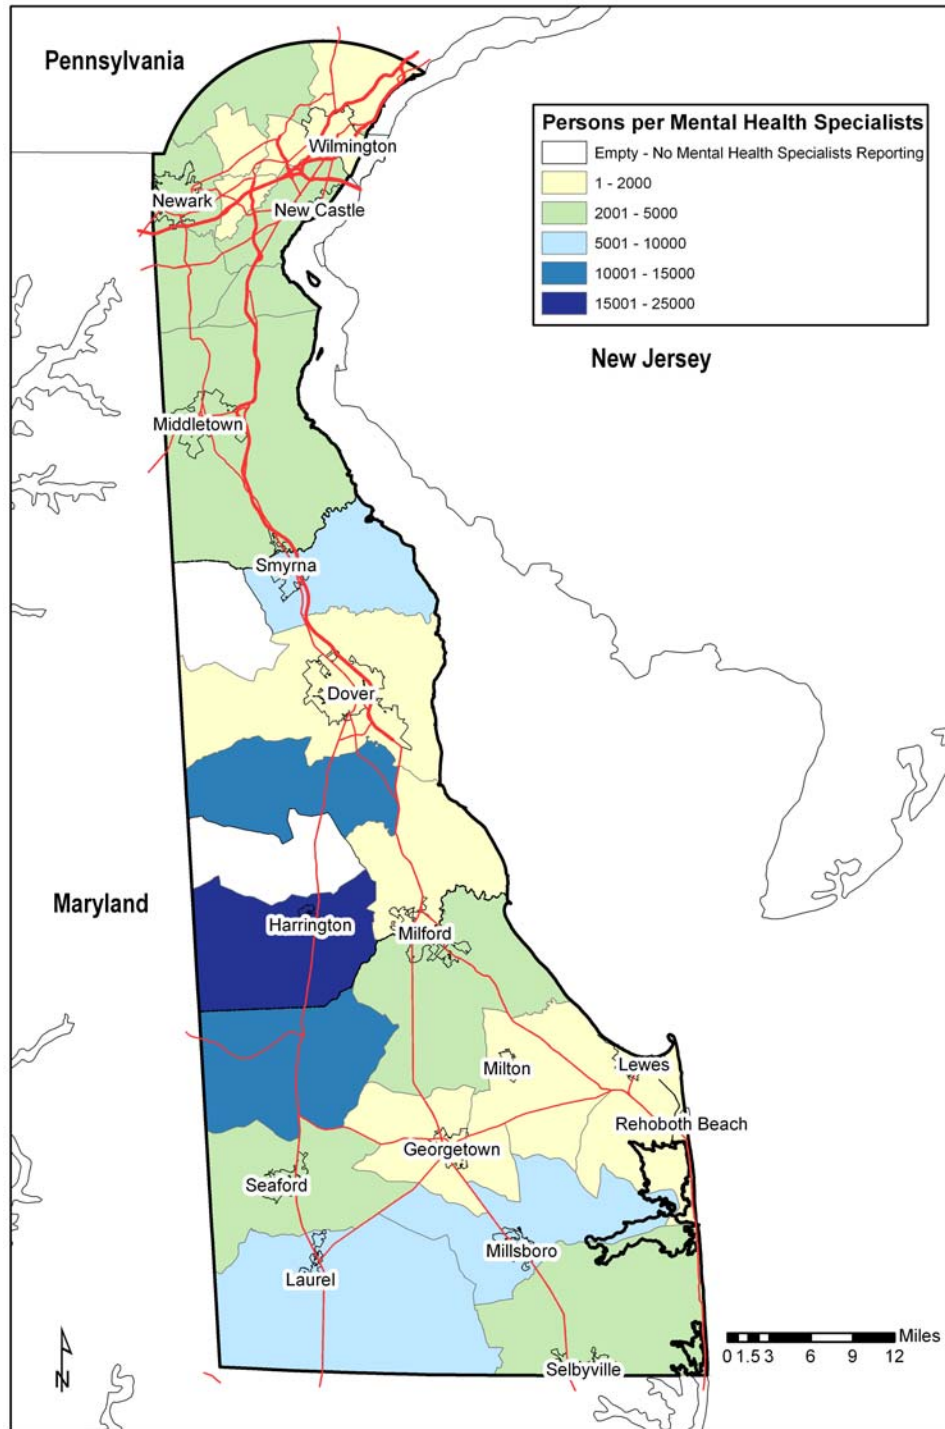 Pennsylvania
Persons per Mental Health Specialists
Empty - No Mental Health Specialists Reporting
1 - 2000
2001 - 5000
5001 - 10000
10001 - 15000
15001 - 25000
Wilmington
Newark
New Castle
New Jersey
Middletown
Smyrna
Dover
Maryland
Harrington
Milford
Milton
Lewes
Rehoboth Beach
Georgetown
Seaford
Millsboro
Laurel
Selbyville
Miles
0 1.5 3 6 9 12
N